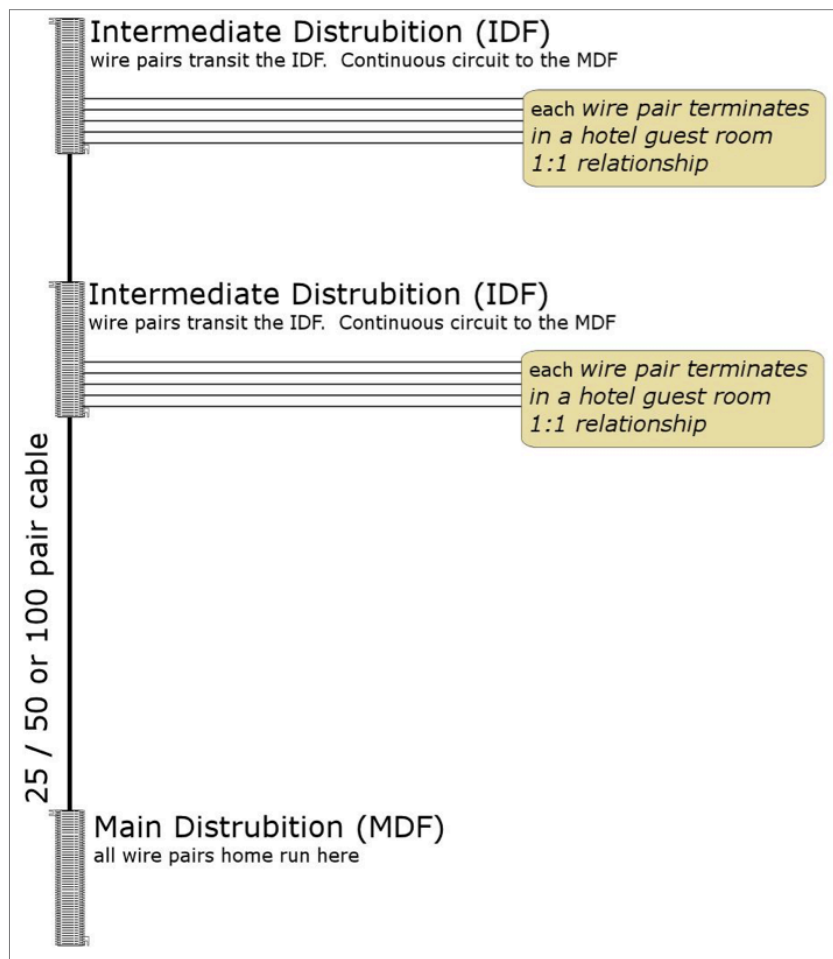 Intermediate Distrubition (IDF)
wire pairs transit the IDF.  Continuous circuit to the MDF
each wire pair terminates
in a hotel guest room
1:1 relationship
Intermediate Distrubition (IDF)
wire pairs transit the IDF.  Continuous circuit to the MDF
each wire pair terminates
in a hotel guest room
1:1 relationship
25 / 50 or 100 pair cable
Main Distrubition (MDF)
all wire pairs home run here